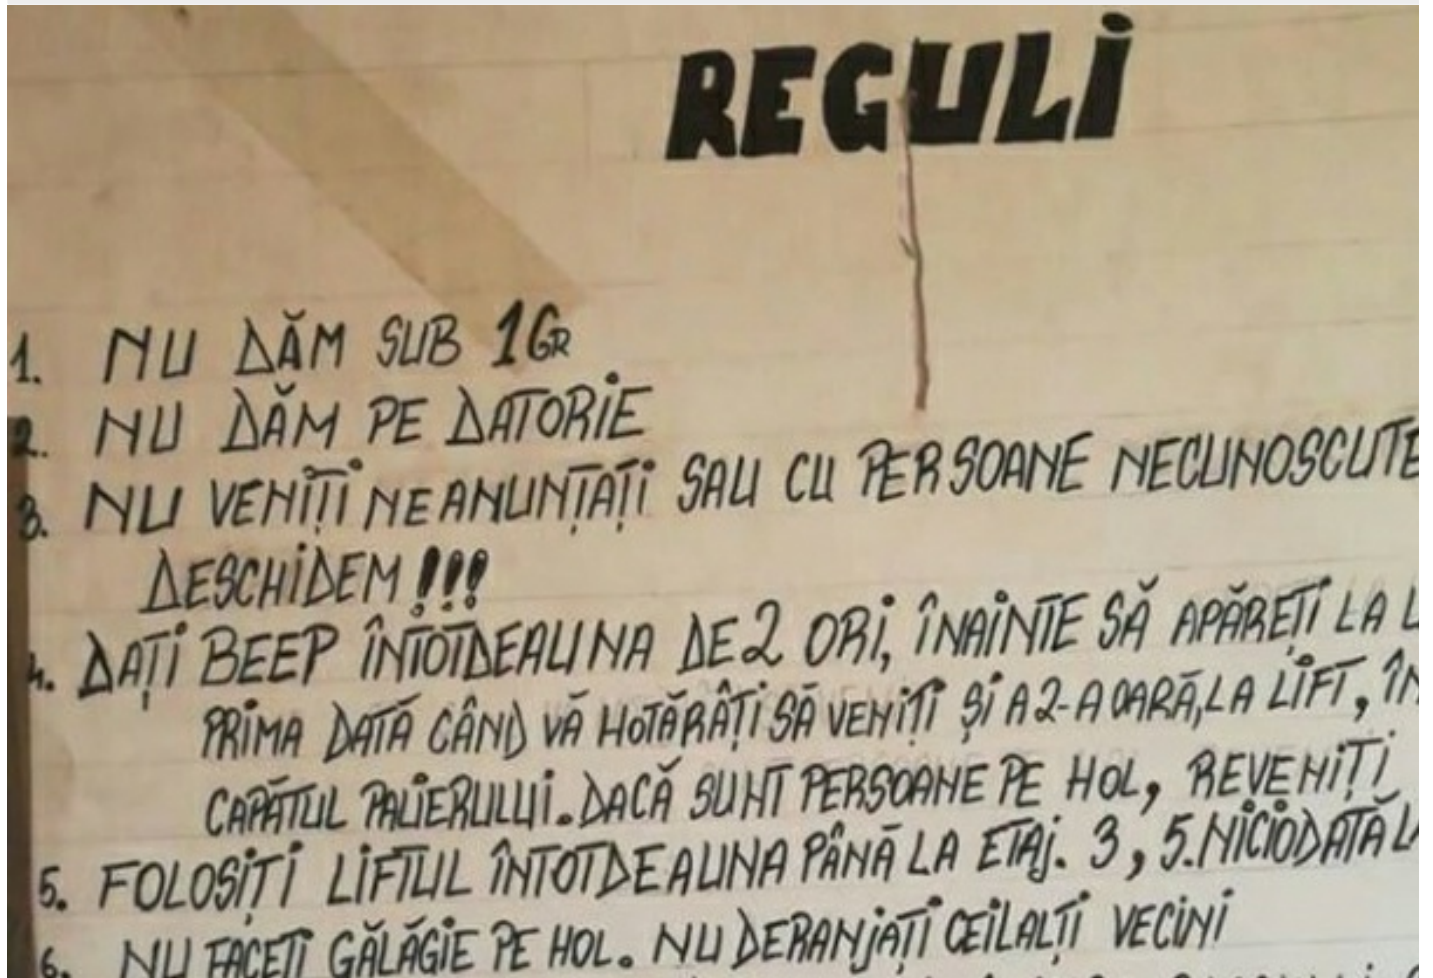 REGULI
1. NU DĂM SUB 1GR
2. NU DĂM PE DATORIE
3. NU VENIȚI NEANUNȚAȚI SAU CU PERSOANE NECUNOSCUTE
DESCHIDEM!!!
4. DAȚI BEEP ÎNTOTDEAUNA DE 2 ORI, ÎNAINTE SĂ APĂREȚI LA
PRIMA DATĂ CÂND VĂ HOTĂRÂȚI SĂ VENIȚI ȘI A 2-A OARĂ, LA LIFT, ÎN
CAPĂTUL PALIERULUI. DACĂ SUNT PERSOANE PE HOL, REVENIȚI
5. FOLOSIȚI LIFTUL ÎNTOTDEAUNA PÂNĂ LA ETAJ. 3, 5. NICIODATĂ
6. NU FACEȚI GĂLĂGIE PE HOL. NU DERANJAȚI CEILALȚI VECINI